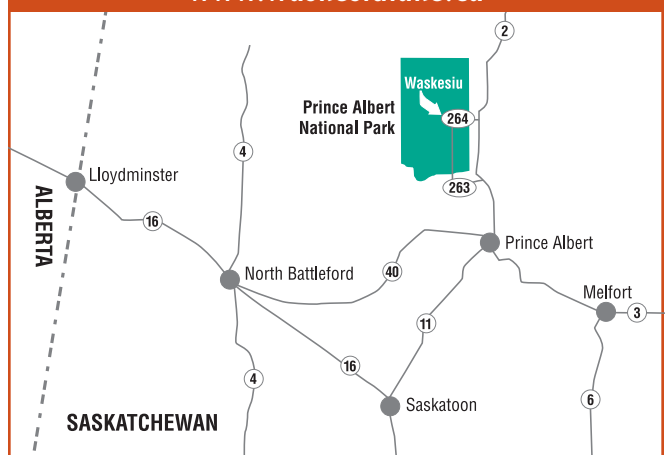 2
Waskesiu
Prince Albert
National Park
264
4
263
Lloydminster
ALBERTA
16
Prince Albert
North Battleford
40
Melfort
3
11
16
4
6
Saskatoon
SASKATCHEWAN